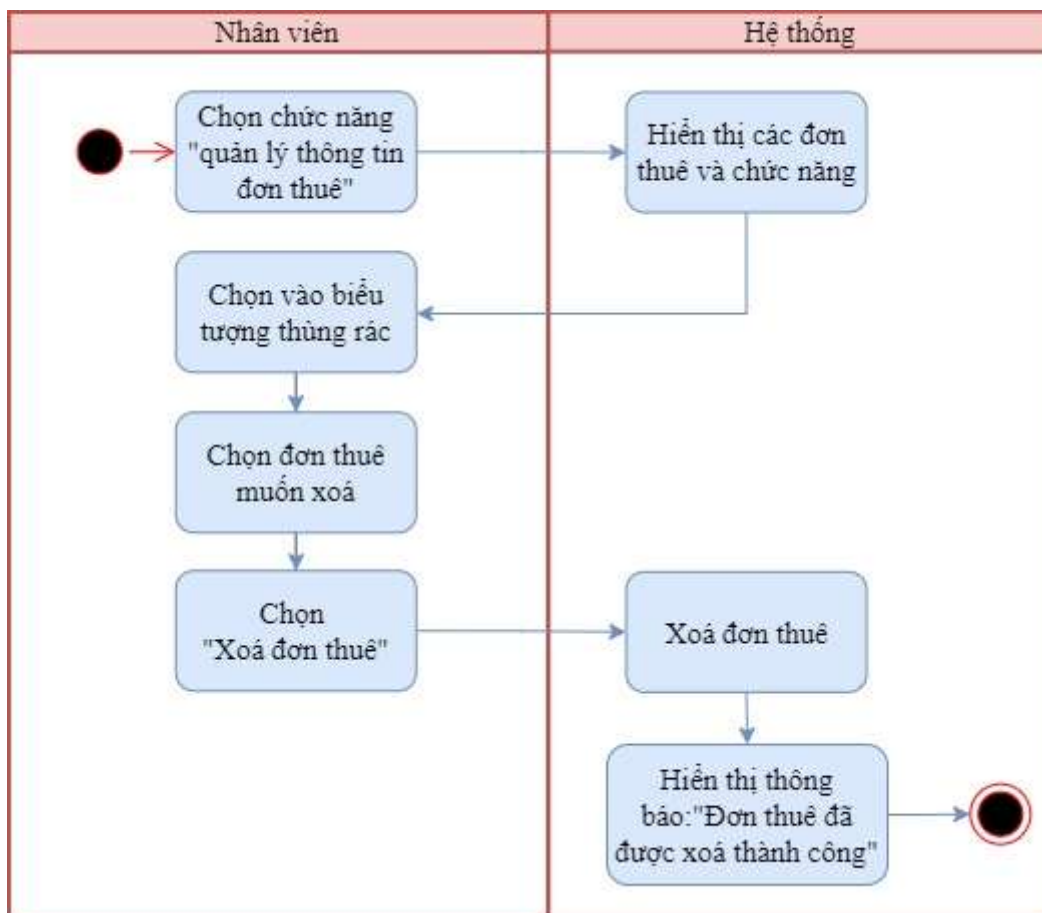 Nhân viên
Hệ thống
Chọn chức năng
"quản lý thông tin
đơn thuê"
Hiển thị các đơn
thuê và chức năng
Chọn vào biểu
tượng thùng rác
Chọn đơn thuê
muốn xoá
Chọn
"Xoá đơn thuê"
Xoá đơn thuê
Hiển thị thông
báo:"Đơn thuê đã
được xoá thành công"